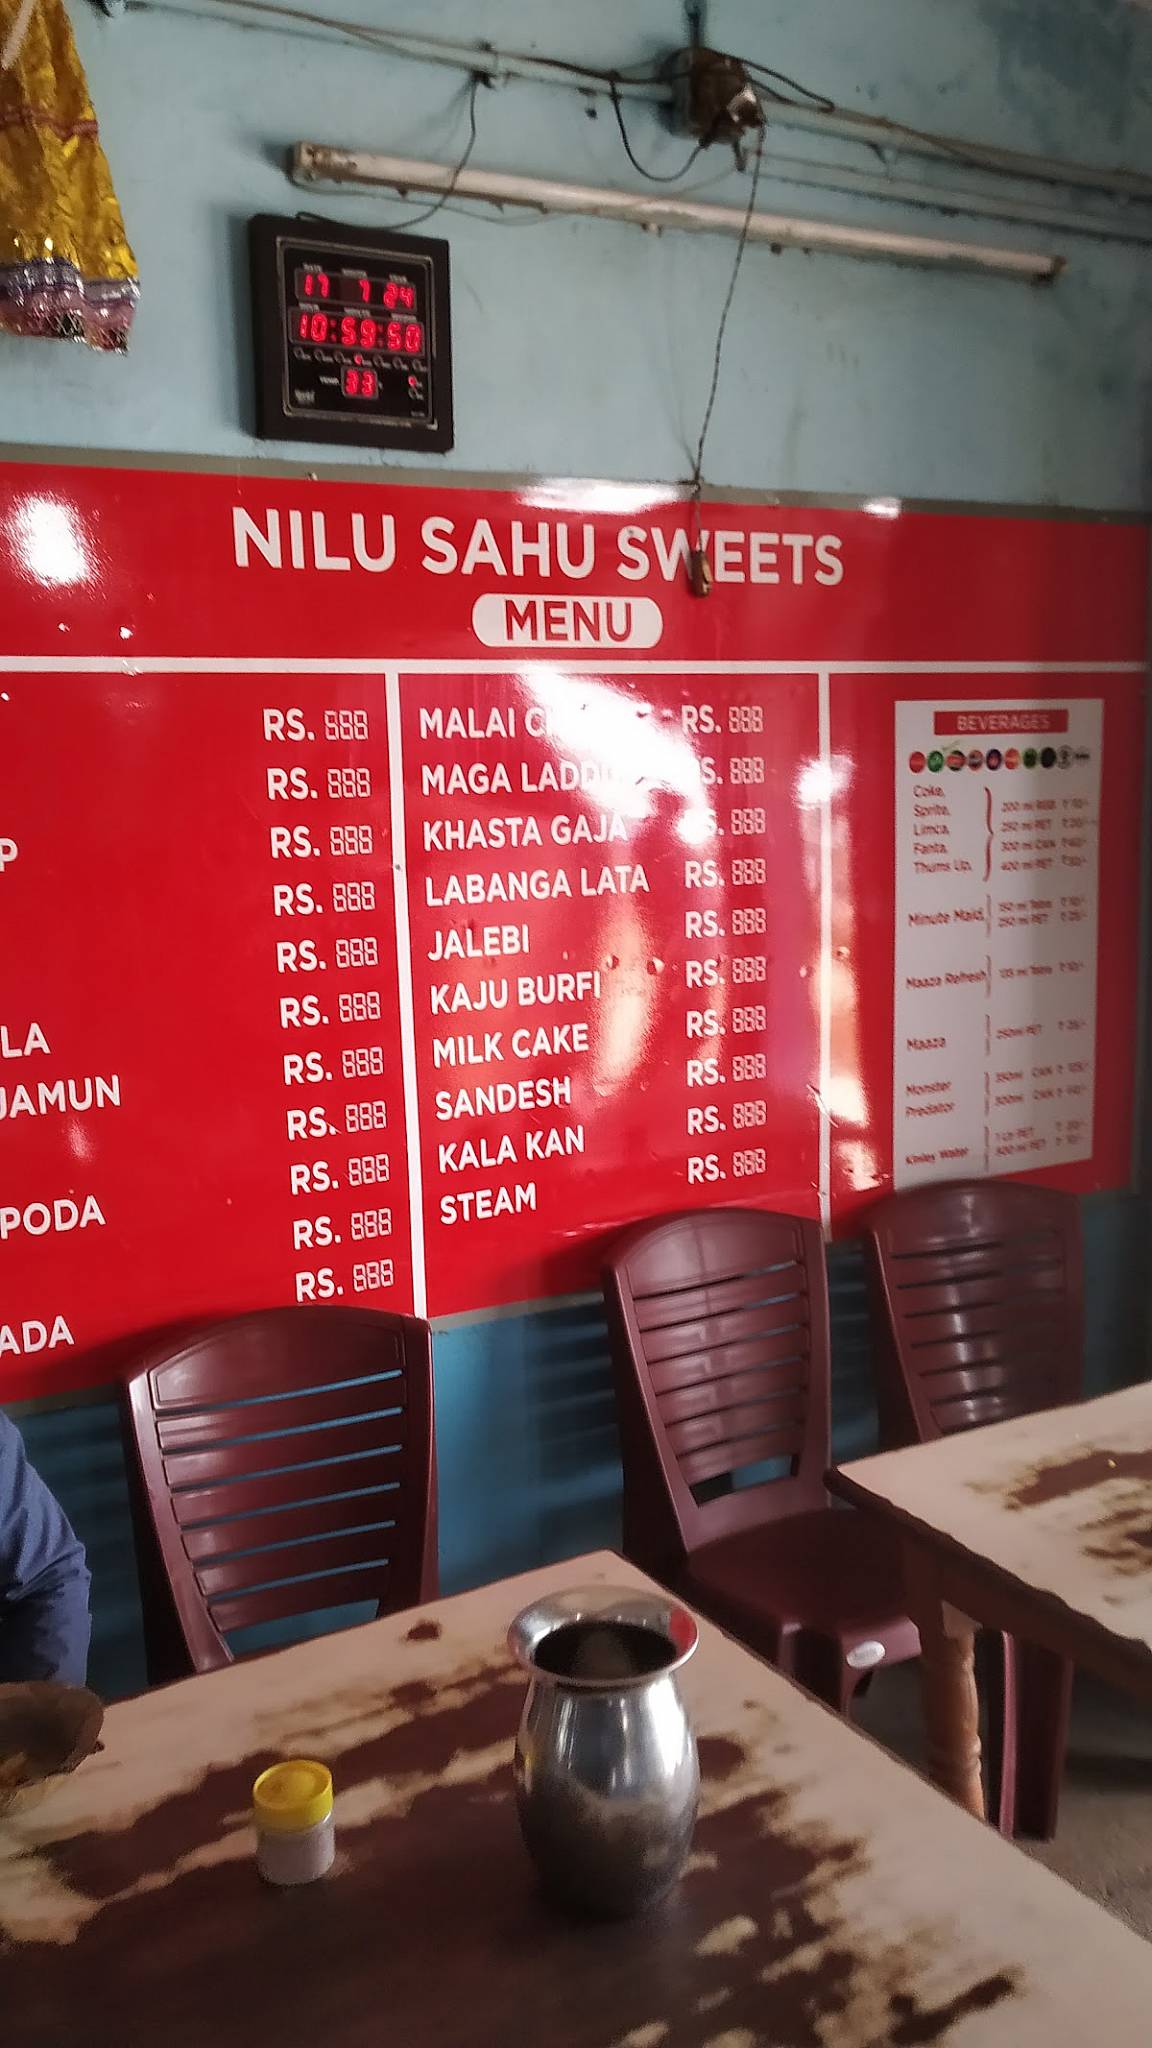 17 7 24
10:59:50
33
NILU SAHU SWEETS
MENU
RS. 888
RS. 888
P RS. 888
RS. 888
RS. 888
LA RS. 888
JAMUN RS. 888
RS. 888
PODA RS. 888
RS. 888
ADA RS. 888
MALAI RS. 888
MAGA 888
KHASTA GAJA 888
LABANGA LATA RS. 888
JALEBI RS. 888
KAJU BURFI RS. 888
MILK CAKE RS. 888
SANDESH RS. 888
KALA KAN RS. 888
STEAM RS. 888
BEVERAGES
Coke,
Sprite,
Limca,
Fanta,
Thums Up,
Minute Maid,
Maaza Refresh
Maaza 250ml PET
Monster
Predator
Kinley Water